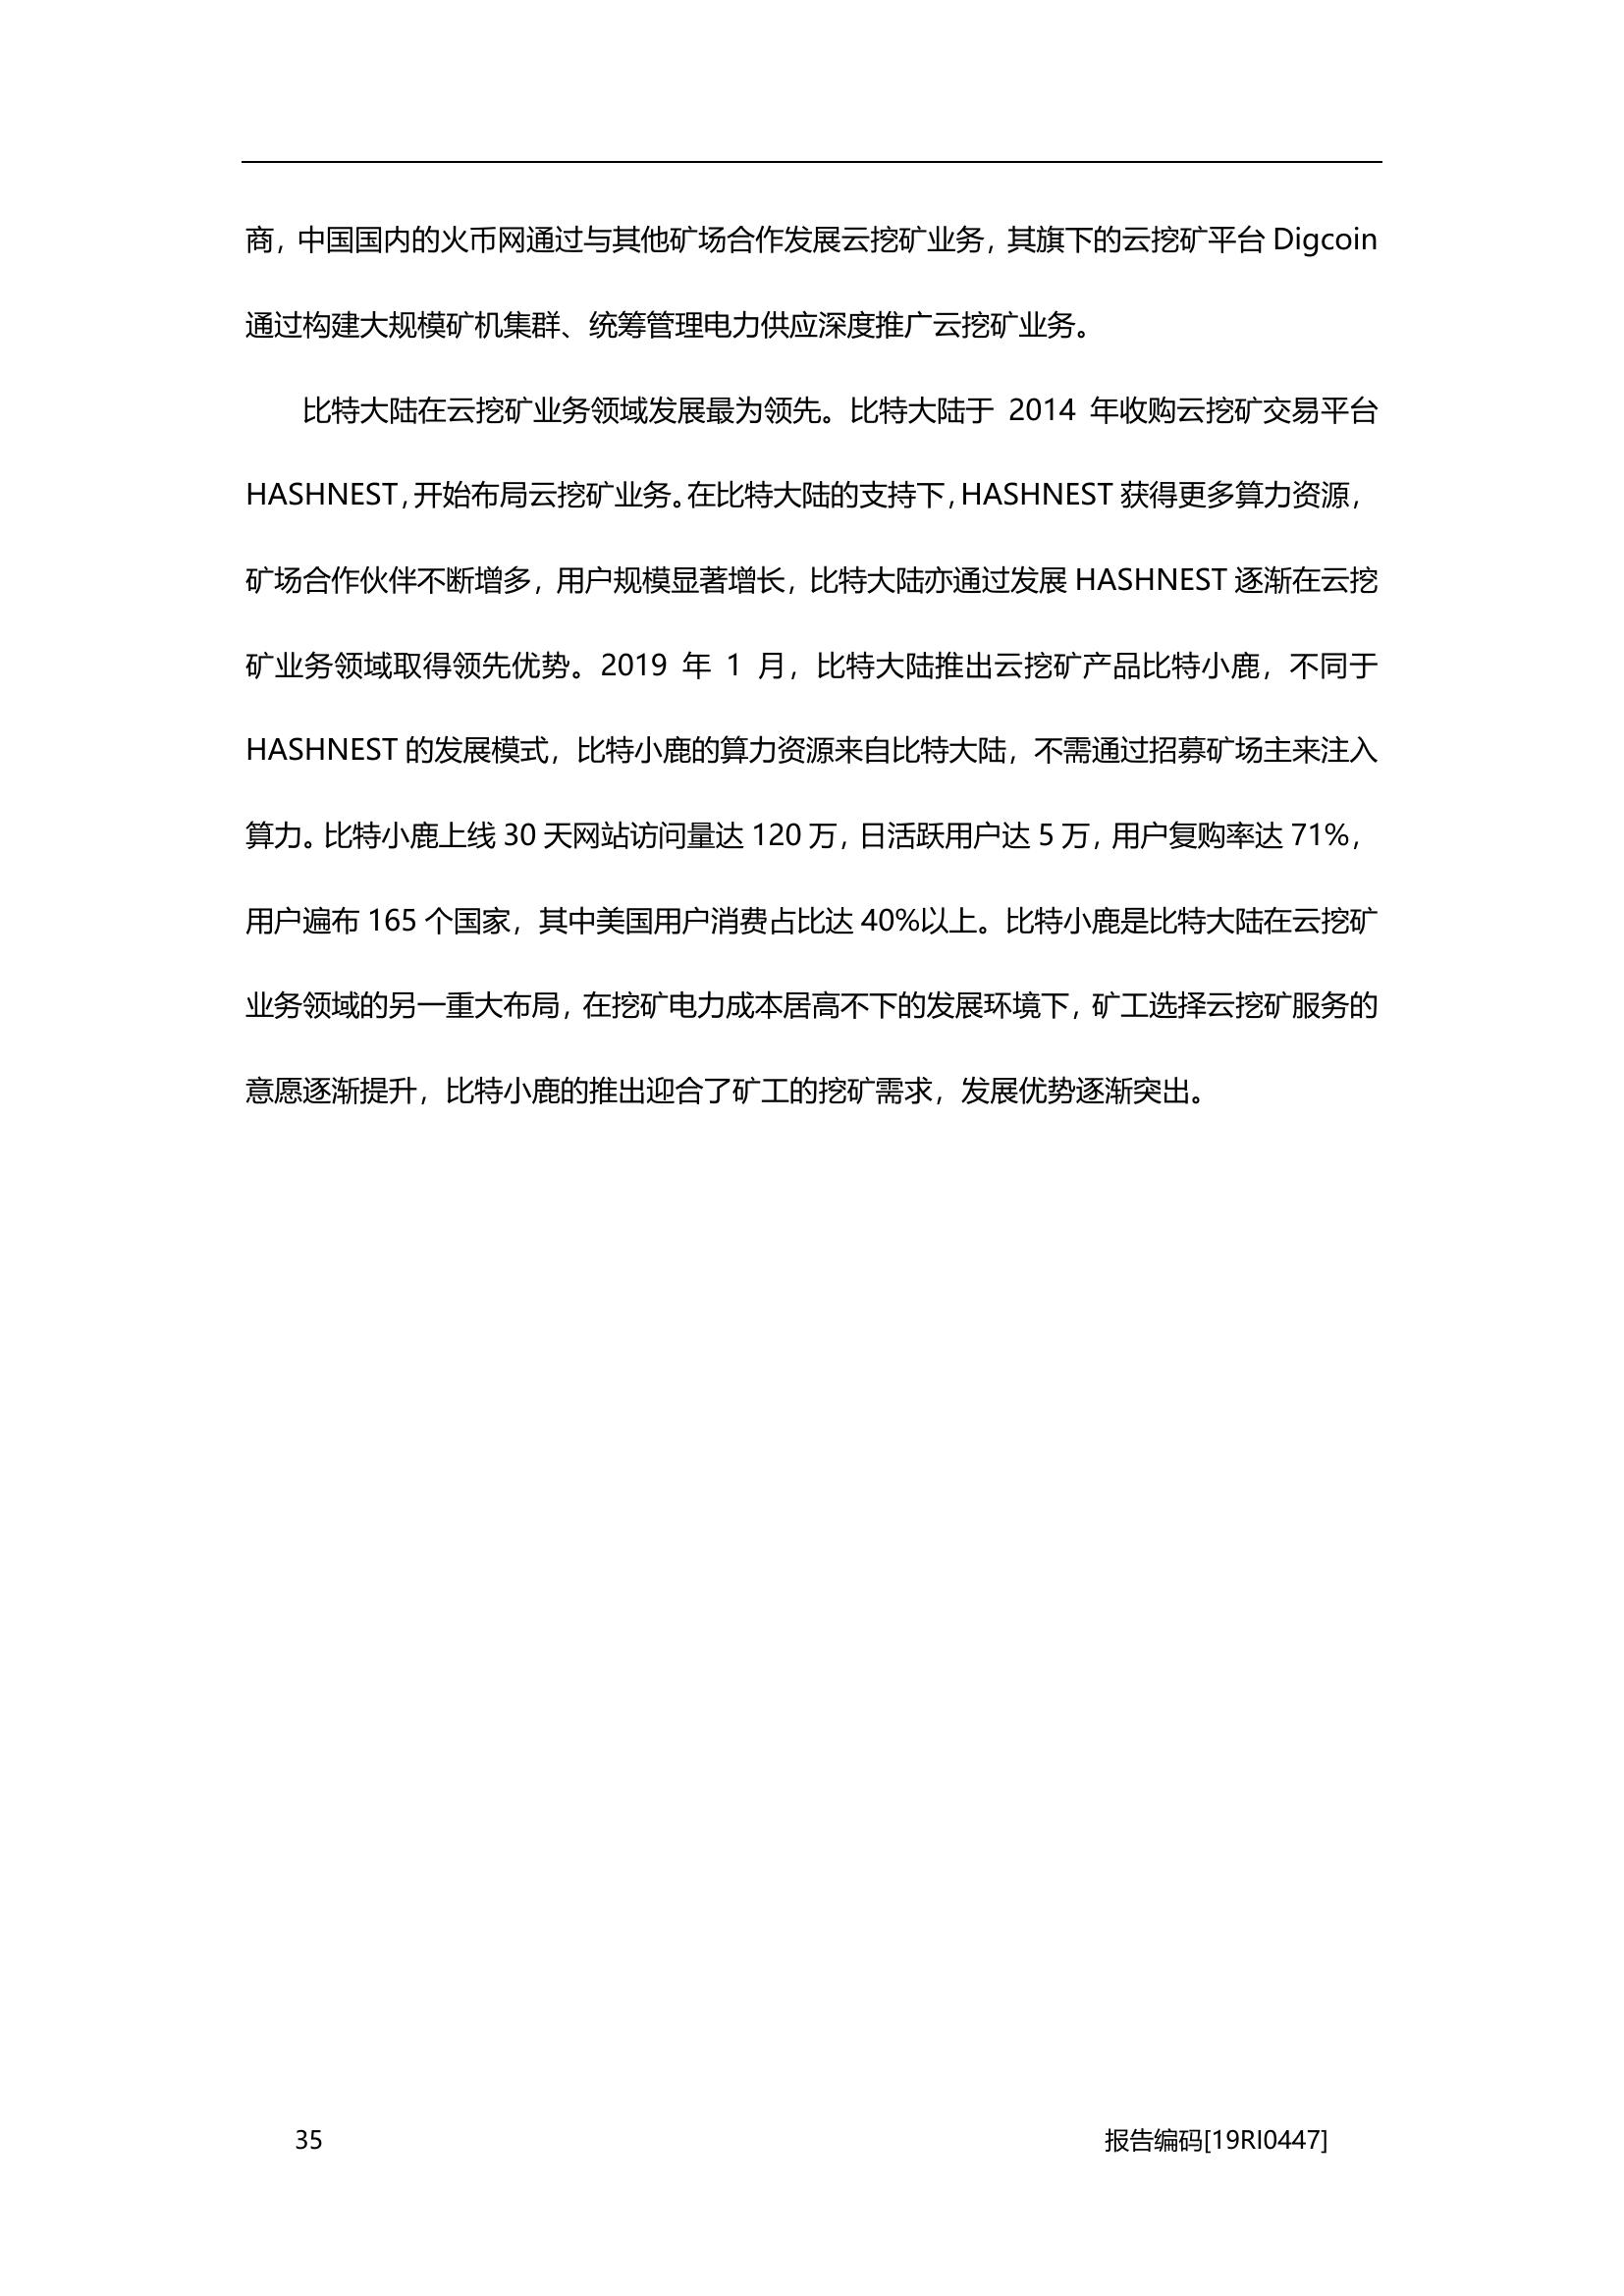 商，中国国内的火币网通过与其他矿场合作发展云挖矿业务，其旗下的云挖矿平台 Digcoin
通过构建大规模矿机集群、统筹管理电力供应深度推广云挖矿业务。
比特大陆在云挖矿业务领域发展最为领先。比特大陆于 2014 年收购云挖矿交易平台
HASHNEST，开始布局云挖矿业务。在比特大陆的支持下，HASHNEST 获得更多算力资源，
矿场合作伙伴不断增多，用户规模显著增长，比特大陆亦通过发展 HASHNEST 逐渐在云挖
矿业务领域取得领先优势。2019 年 1 月，比特大陆推出云挖矿产品比特小鹿，不同于
HASHNEST 的发展模式，比特小鹿的算力资源来自比特大陆，不需通过招募矿场主来注入
算力。比特小鹿上线 30 天网站访问量达 120 万，日活跃用户达 5 万，用户复购率达 71%，
用户遍布 165 个国家，其中美国用户消费占比达 40%以上。比特小鹿是比特大陆在云挖矿
业务领域的另一重大布局，在挖矿电力成本居高不下的发展环境下，矿工选择云挖矿服务的
意愿逐渐提升，比特小鹿的推出迎合了矿工的挖矿需求，发展优势逐渐突出。
35 报告编码[19RI0447]